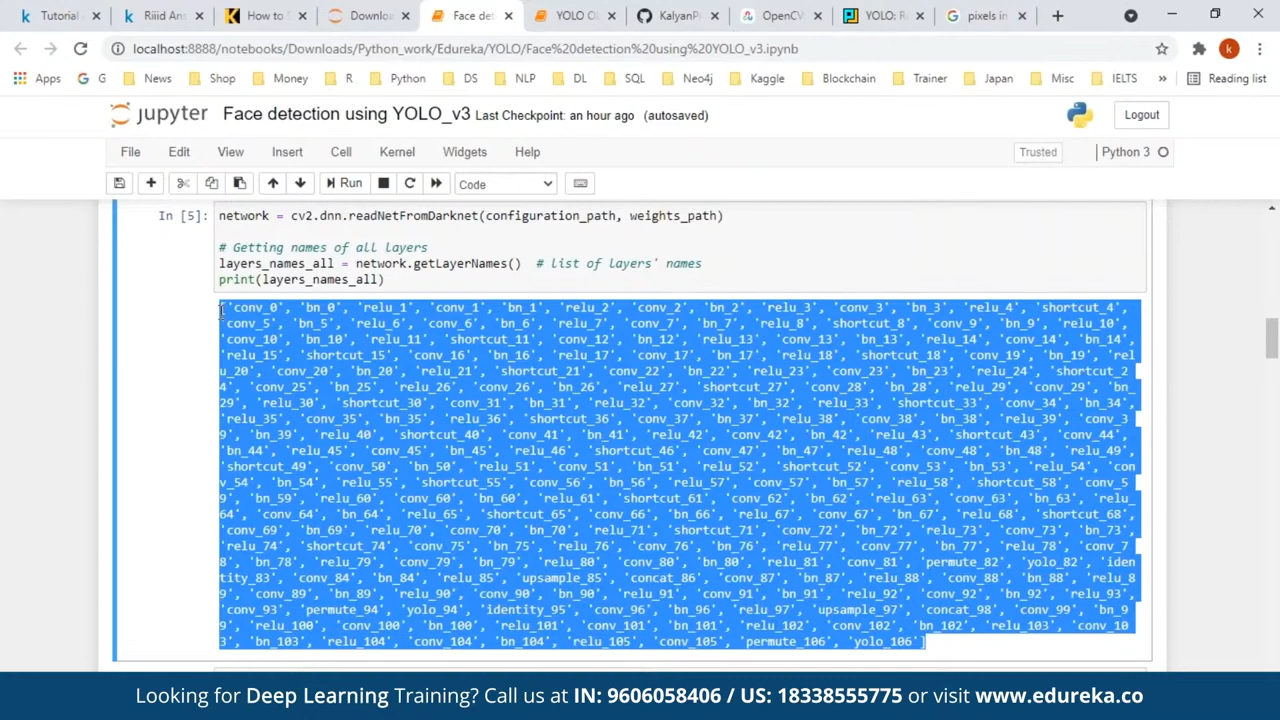 Tutorial
Riiid An
How to
Downlo
Face det
YOLO O
KalyanP
OpenCV
YOLO: R
pixels in
localhost:8888/notebooks/Downloads/Python_work/Edureka/YOLO/Face%20detection%20using%20YOLO_v3.ipynb
k
Apps G News Shop Money R Python DS NLP DL SQL Neo4j Kaggle Blockchain Trainer Japan Misc IELTS » Reading list
jupyter Face detection using YOLO_v3 Last Checkpoint: an hour ago (autosaved) Logout
File Edit View Insert Cell Kernel Widgets Help Trusted Python 3
Run Code
In [5]: network = cv2.dnn.readNetFromDarknet(configuration_path, weights_path)
# Getting names of all layers
layers_names_all = network.getLayerNames() # list of layers' names
print(layers_names_all)
['conv_0', 'bn_0', 'relu_1', 'conv_1', 'bn_1', 'relu_2', 'conv_2', 'bn_2', 'relu_3', 'conv_3', 'bn_3', 'relu_4', 'shortcut_4',
'conv_5', 'bn_5', 'relu_6', 'conv_6', 'bn_6', 'relu_7', 'conv_7', 'bn_7', 'relu_8', 'shortcut_8', 'conv_9', 'bn_9', 'relu_10',
'conv_10', 'bn_10', 'relu_11', 'shortcut_11', 'conv_12', 'bn_12', 'relu_13', 'conv_13', 'bn_13', 'relu_14', 'conv_14', 'bn_14',
'relu_15', 'shortcut_15', 'conv_16', 'bn_16', 'relu_17', 'conv_17', 'bn_17', 'relu_18', 'shortcut_18', 'conv_19', 'bn_19', 'rel
u_20', 'conv_20', 'bn_20', 'relu_21', 'shortcut_21', 'conv_22', 'bn_22', 'relu_23', 'conv_23', 'bn_23', 'relu_24', 'shortcut_2
4', 'conv_25', 'bn_25', 'relu_26', 'conv_26', 'bn_26', 'relu_27', 'shortcut_27', 'conv_28', 'bn_28', 'relu_29', 'conv_29', 'bn_
29', 'relu_30', 'shortcut_30', 'conv_31', 'bn_31', 'relu_32', 'conv_32', 'bn_32', 'relu_33', 'shortcut_33', 'conv_34', 'bn_34',
'relu_35', 'conv_35', 'bn_35', 'relu_36', 'shortcut_36', 'conv_37', 'bn_37', 'relu_38', 'conv_38', 'bn_38', 'relu_39', 'conv_3
9', 'bn_39', 'relu_40', 'shortcut_40', 'conv_41', 'bn_41', 'relu_42', 'conv_42', 'bn_42', 'relu_43', 'shortcut_43', 'conv_44',
'bn_44', 'relu_45', 'conv_45', 'bn_45', 'relu_46', 'shortcut_46', 'conv_47', 'bn_47', 'relu_48', 'conv_48', 'bn_48', 'relu_49',
'shortcut_49', 'conv_50', 'bn_50', 'relu_51', 'conv_51', 'bn_51', 'relu_52', 'shortcut_52', 'conv_53', 'bn_53', 'relu_54', 'con
v_54', 'bn_54', 'relu_55', 'conv_55', 'bn_55', 'relu_56', 'conv_56', 'bn_56', 'relu_57', 'conv_57', 'bn_57', 'relu_58', 'shortcut_58', 'conv_5
9', 'bn_59', 'relu_60', 'conv_60', 'bn_60', 'relu_61', 'shortcut_61', 'conv_62', 'bn_62', 'relu_63', 'conv_63', 'bn_63', 'relu_
64', 'conv_64', 'bn_64', 'relu_65', 'shortcut_65', 'conv_66', 'bn_66', 'relu_67', 'conv_67', 'bn_67', 'relu_68', 'shortcut_68',
'conv_69', 'bn_69', 'relu_70', 'conv_70', 'bn_70', 'relu_71', 'shortcut_71', 'conv_72', 'bn_72', 'relu_73', 'conv_73', 'bn_73',
'relu_74', 'shortcut_74', 'conv_75', 'bn_75', 'relu_76', 'conv_76', 'bn_76', 'relu_77', 'conv_77', 'bn_77', 'relu_78', 'conv_7
8', 'bn_78', 'relu_79', 'conv_79', 'bn_79', 'relu_80', 'conv_80', 'bn_80', 'relu_81', 'conv_81', 'permute_82', 'yolo_82', 'iden
tity_83', 'conv_84', 'bn_84', 'relu_85', 'upsample_85', 'concat_86', 'conv_87', 'bn_87', 'relu_88', 'conv_88', 'bn_88', 'relu_8
9', 'conv_89', 'bn_89', 'relu_90', 'conv_90', 'bn_90', 'relu_91', 'conv_91', 'bn_91', 'relu_92', 'conv_92', 'bn_92', 'relu_93',
'conv_93', 'permute_94', 'yolo_94', 'identity_95', 'conv_96', 'bn_96', 'relu_97', 'upsample_97', 'concat_98', 'conv_99', 'bn_9
9', 'relu_100', 'conv_100', 'bn_100', 'relu_101', 'conv_101', 'bn_101', 'relu_102', 'conv_102', 'bn_102', 'relu_103', 'conv_10
3', 'bn_103', 'relu_104', 'conv_104', 'bn_104', 'relu_105', 'conv_105', 'permute_106', 'yolo_106']
Looking for Deep Learning Training? Call us at IN: 9606058406 / US: 18338555775 or visit www.edureka.co